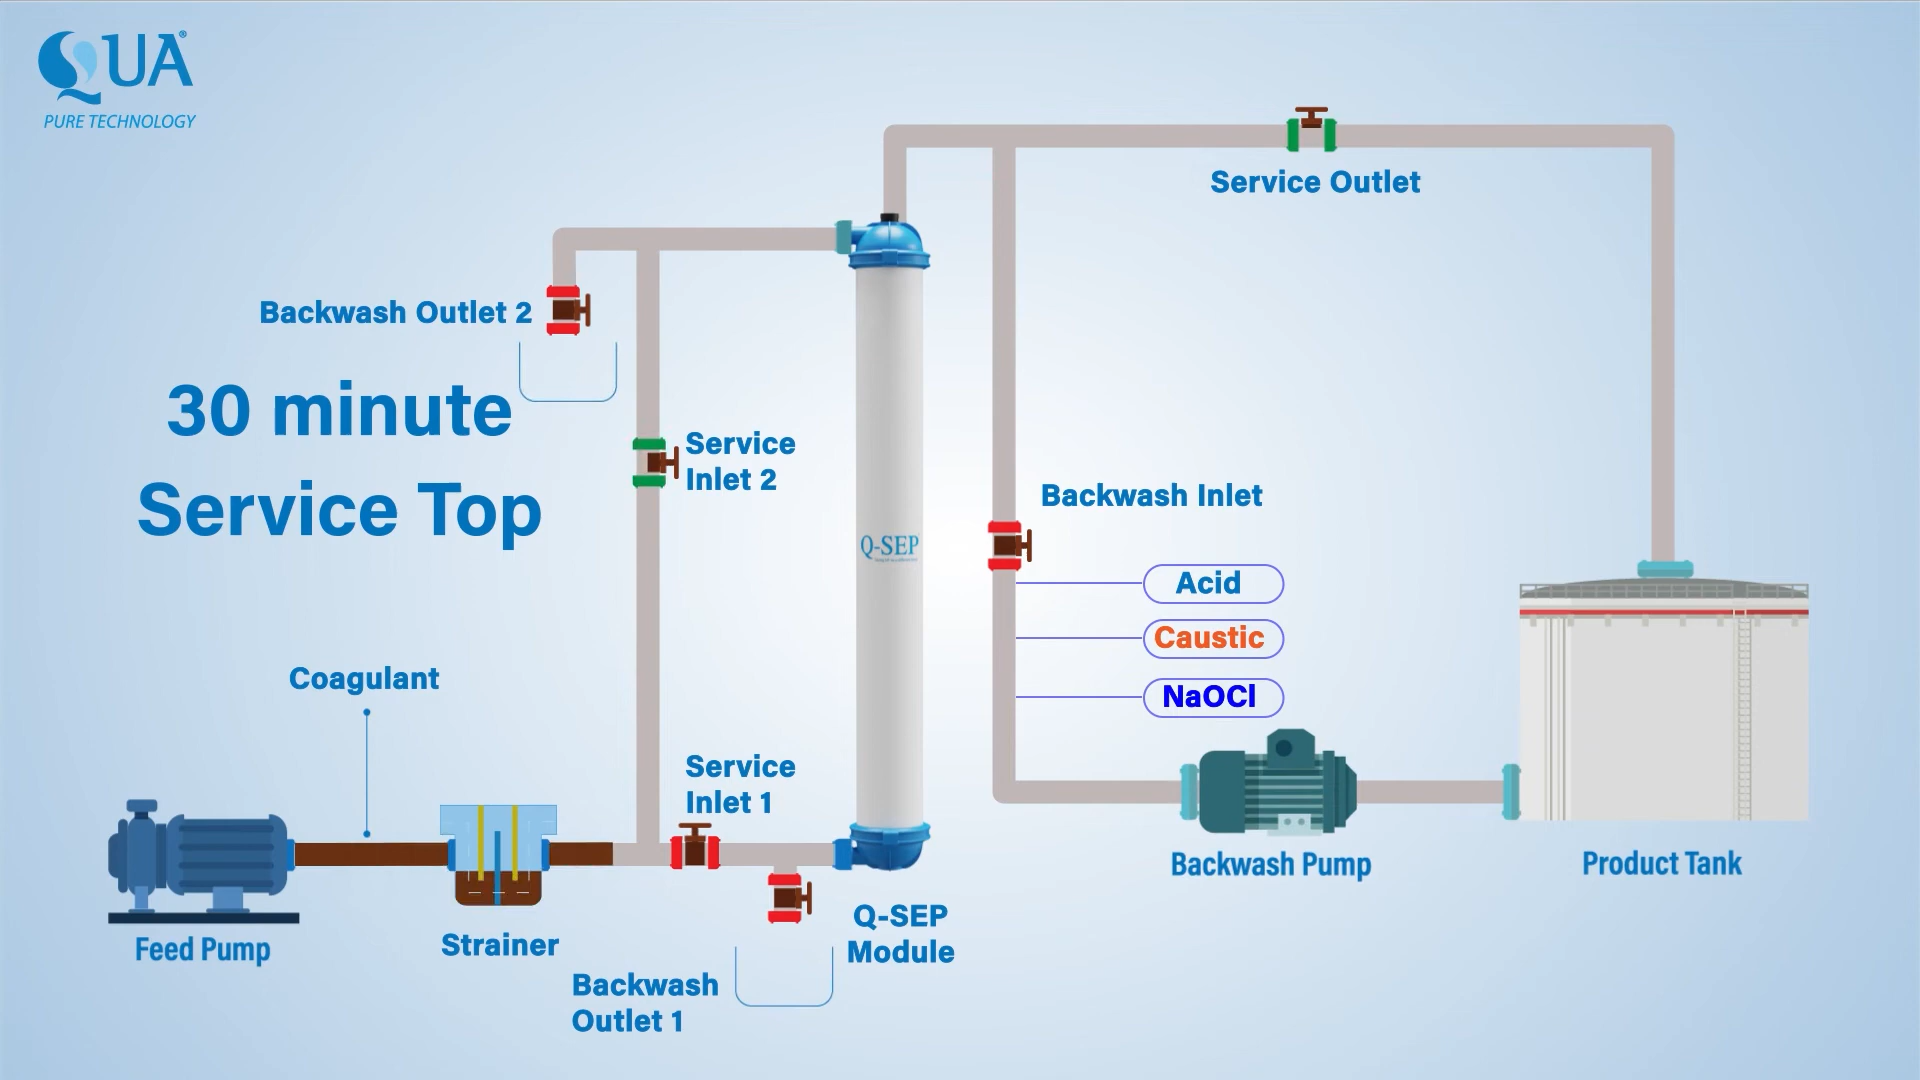 QUA®
PURE TECHNOLOGY
Service Outlet
Backwash Outlet 2
30 minute
Service Top
Service
Inlet 2
Backwash Inlet
Q-SEP
Acid
Caustic
NaOCl
Coagulant
Service
Inlet 1
Backwash Pump
Product Tank
Feed Pump
Strainer
Q-SEP
Module
Backwash
Outlet 1